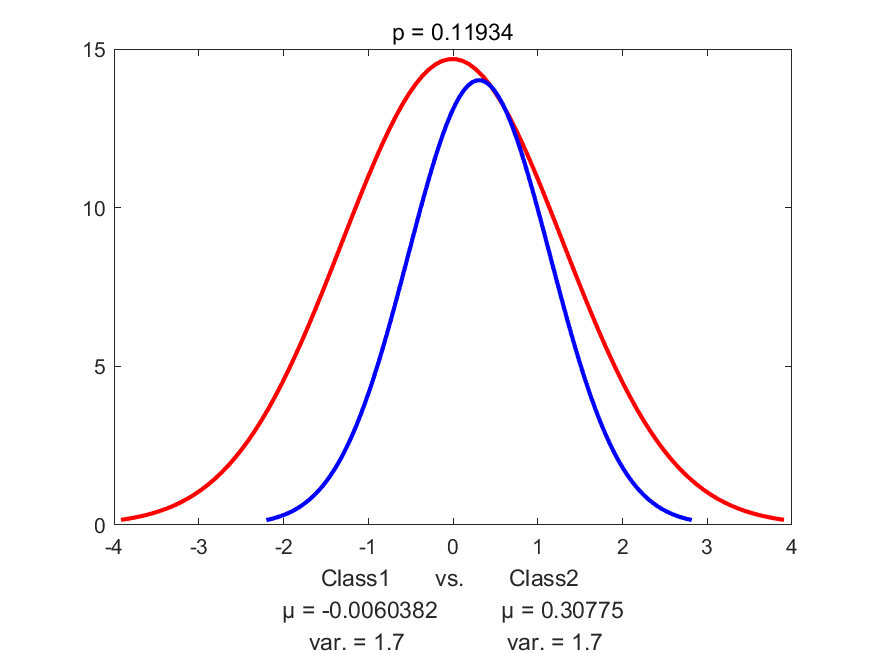 p = 0.11934
15
10
5
0
-4 -3 -2 -1 0 1 2 3 4
Class1 vs. Class2
μ = -0.0060382 μ = 0.30775
var. = 1.7 var. = 1.7